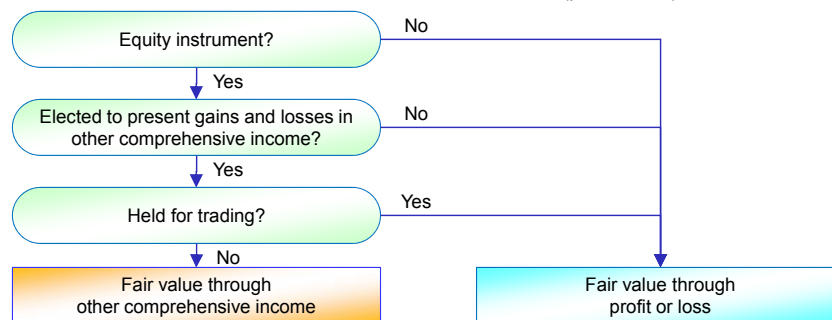 Equity instrument?
No
Yes
Elected to present gains and losses in
other comprehensive income?
No
Yes
Held for trading?
Yes
No
Fair value through
other comprehensive income
Fair value through
profit or loss